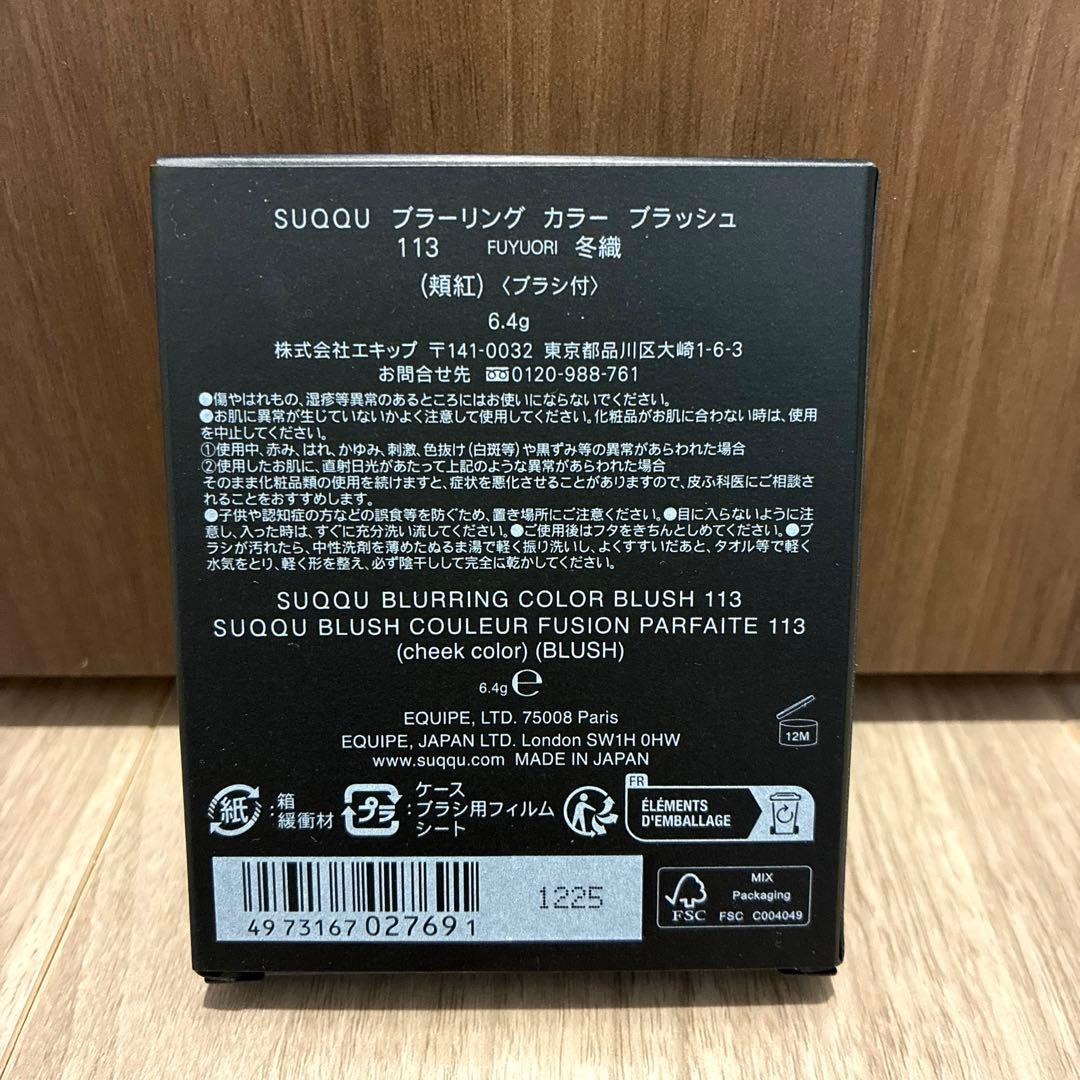 SUQQU ブラーリング カラー ブラッシュ
113 FUYUORI 冬織
(頬紅)〈ブラシ付〉
6.4g
株式会社エキップ 〒141-0032 東京都品川区大崎1-6-3
お問合せ先 0120-988-761
●傷やはれもの、湿疹等異常のあるところにはお使いにならないでください。
●お肌に異常が生じていないかよく注意して使用してください。化粧品がお肌に合わない時は、使用
を中止してください。
①使用中、赤み、はれ、かゆみ、刺激、色抜け(白斑等)や黒ずみ等の異常があらわれた場合
②使用したお肌に、直射日光があたって上記のような異常があらわれた場合
そのまま化粧品類の使用を続けますと、症状を悪化させることがありますので、皮ふ科医にご相談さ
れることをおすすめします。
●子供や認知症の方などの誤食等を防ぐため、置き場所にご注意ください。●目に入らないように注
意し、入った時は、すぐに充分洗い流してください。●ご使用後はフタをきちんとしめてください。●ブ
ラシが汚れたら、中性洗剤を薄めたぬるま湯で軽く振り洗いし、よくすすいだあと、タオル等で軽く
水気をとり、軽く形を整え、必ず陰干しして完全に乾かしてください。
SUQQU BLURRING COLOR BLUSH 113
SUQQU BLUSH COULEUR FUSION PARFAITE 113
(cheek color) (BLUSH)
6.4g ℮
EQUIPE, LTD. 75008 Paris
EQUIPE, JAPAN LTD. London SW1H 0HW
www.suqqu.com MADE IN JAPAN
12M
紙 : 箱
緩衝材
プラ : ケース
ブラシ用フィルム
シート
FR
ÉLÉMENTS
D'EMBALLAGE
4973167027691
1225
FSC
MIX
Packaging
FSC C004049